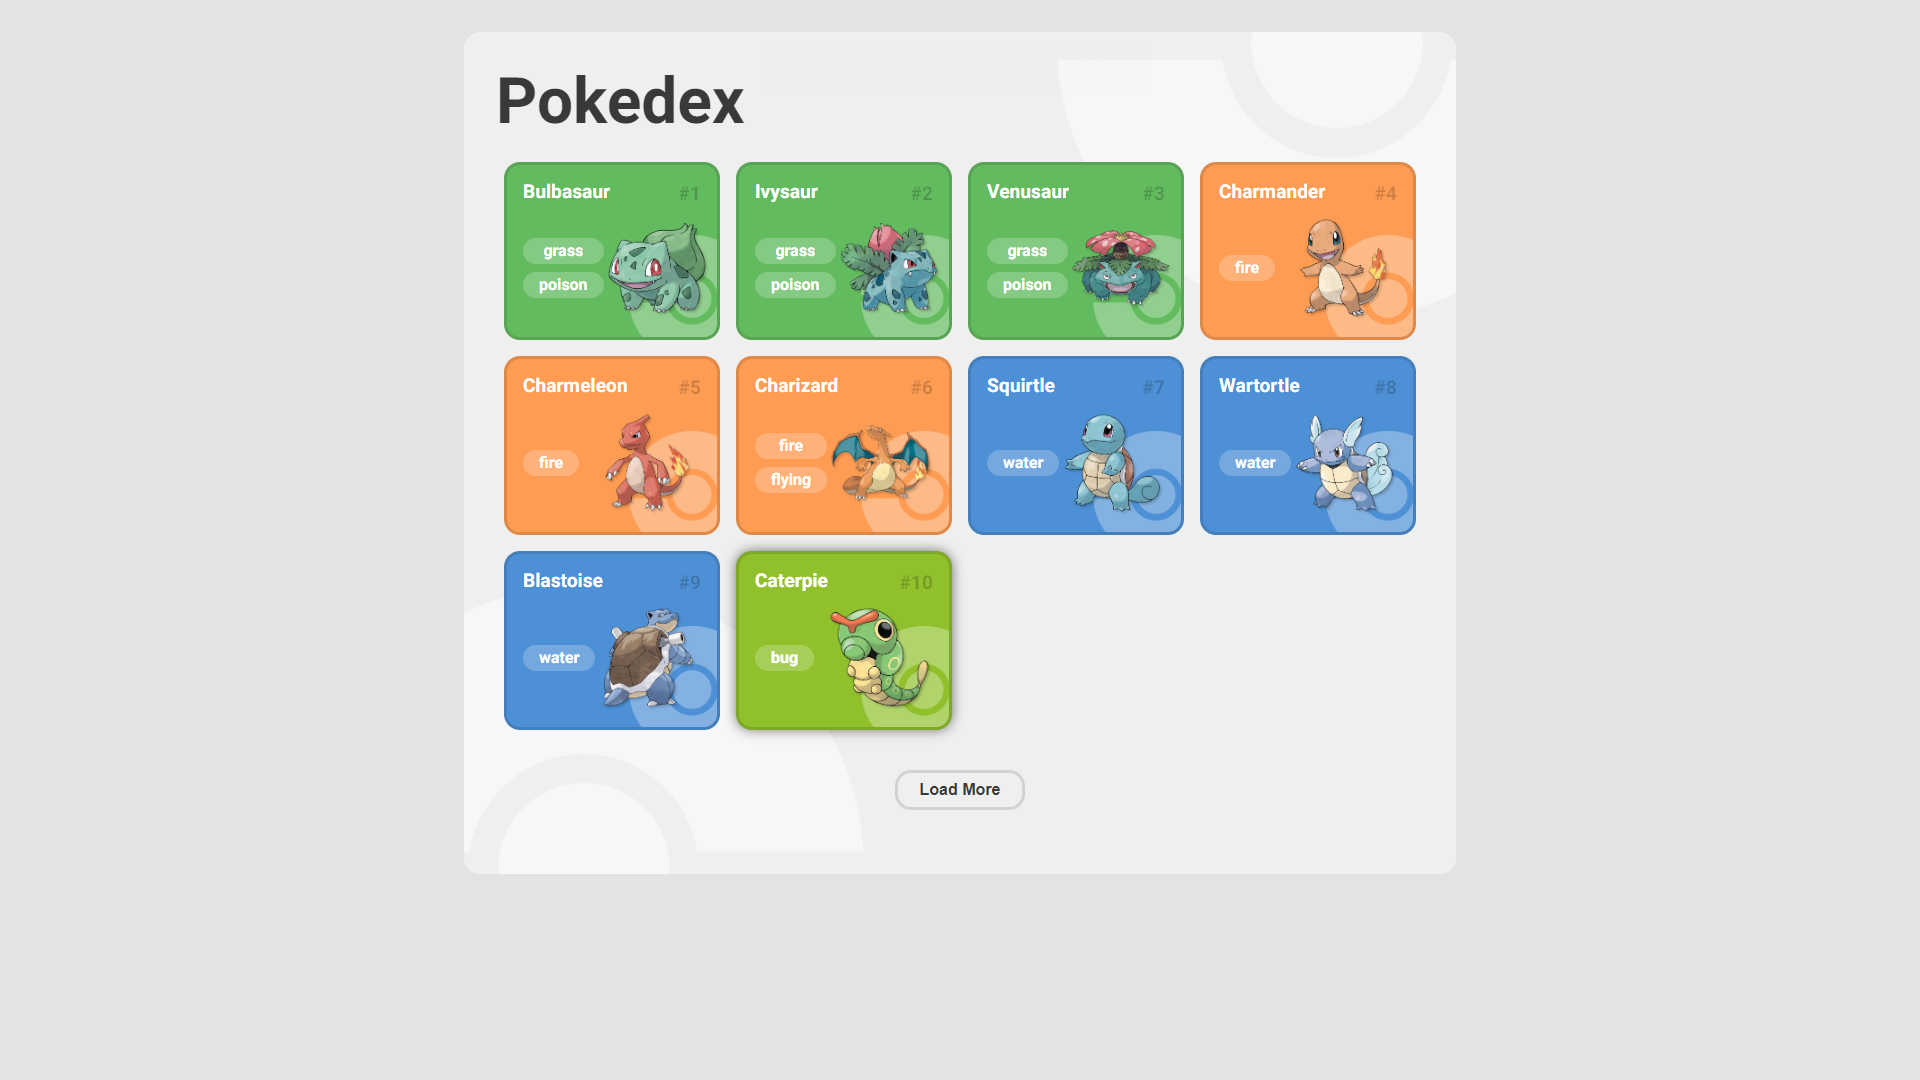 Pokedex
Bulbasaur #1
grass
poison
Ivysaur #2
grass
poison
Venusaur #3
grass
poison
Charmander #4
fire
Charmeleon #5
fire
Charizard #6
fire
flying
Squirtle #7
water
Wartortle #8
water
Blastoise #9
water
Caterpie #10
bug
Load More